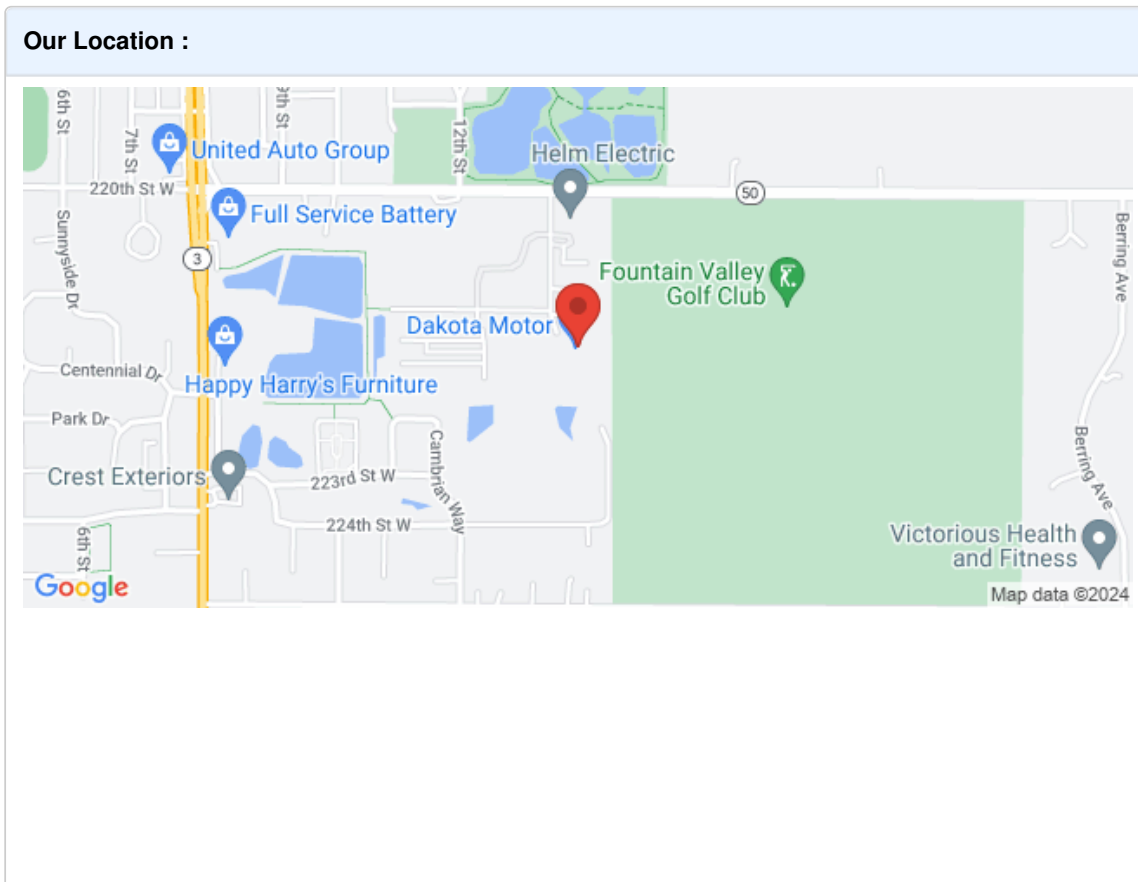 Our Location :
6th St
7th St
9th St
12th St
United Auto Group
Helm Electric
220th St W
50
Full Service Battery
Sunnyside Dr
Berring Ave
3
Fountain Valley
Golf Club
Dakota Motor
Centennial Dr
Happy Harry's Furniture
Park Dr
Cambrian Way
Berring Ave
Crest Exteriors
223rd St W
224th St W
6th St
Victorious Health
and Fitness
Google
Map data ©2024